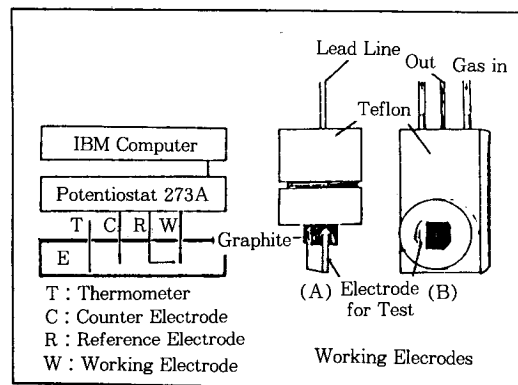 Lead Line
Out Gas in
Teflon
IBM Computer
Potentiostat 273A
T C R W
Graphite
E
(A) Electrode for Test (B)
T : Thermometer
C : Counter Electrode
R : Reference Electrode
W : Working Electrode
Working Elecrodes